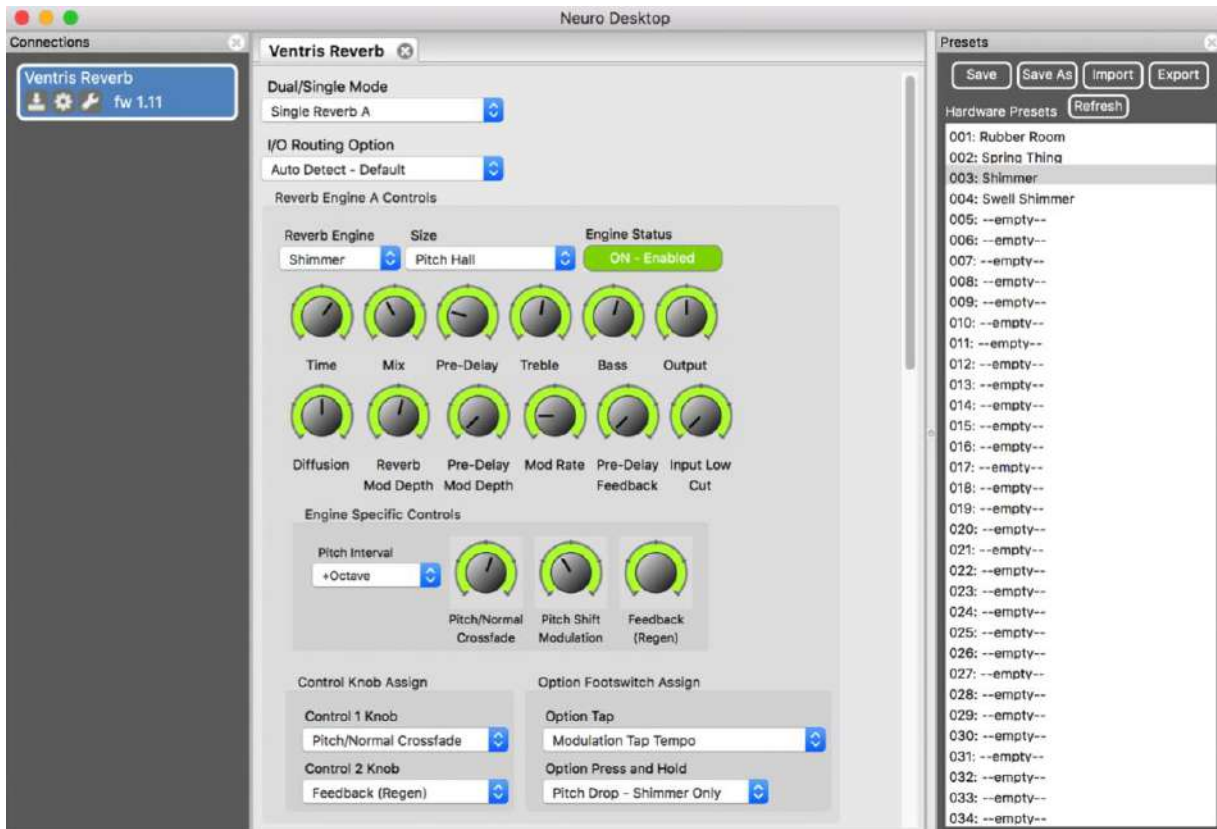 Neuro Desktop
Connections
Ventris Reverb
fw 1.11
Ventris Reverb
Dual/Single Mode
Single Reverb A
I/O Routing Option
Auto Detect - Default
Reverb Engine A Controls
Reverb Engine Size Engine Status
Shimmer Pitch Hall ON - Enabled
Time Mix Pre-Delay Treble Bass Output
Diffusion Reverb Pre-Delay Mod Rate Pre-Delay Input Low
Mod Depth Mod Depth Feedback Cut
Engine Specific Controls
Pitch Interval
+Octave
Pitch/Normal Pitch Shift Feedback
Crossfade Modulation (Regen)
Control Knob Assign Option Footswitch Assign
Control 1 Knob Option Tap
Pitch/Normal Crossfade Modulation Tap Tempo
Control 2 Knob Option Press and Hold
Feedback (Regen) Pitch Drop - Shimmer Only
Presets
Save Save As Import Export
Hardware Presets Refresh
001: Rubber Room
002: Spring Thing
003: Shimmer
004: Swell Shimmer
005: --empty--
006: --empty--
007: --empty--
008: --empty--
009: --empty--
010: --empty--
011: --empty--
012: --empty--
013: --empty--
014: --empty--
015: --empty--
016: --empty--
017: --empty--
018: --empty--
019: --empty--
020: --empty--
021: --empty--
022: --empty--
023: --empty--
024: --empty--
025: --empty--
026: --empty--
027: --empty--
028: --empty--
029: --empty--
030: --empty--
031: --empty--
032: --empty--
033: --empty--
034: --empty--